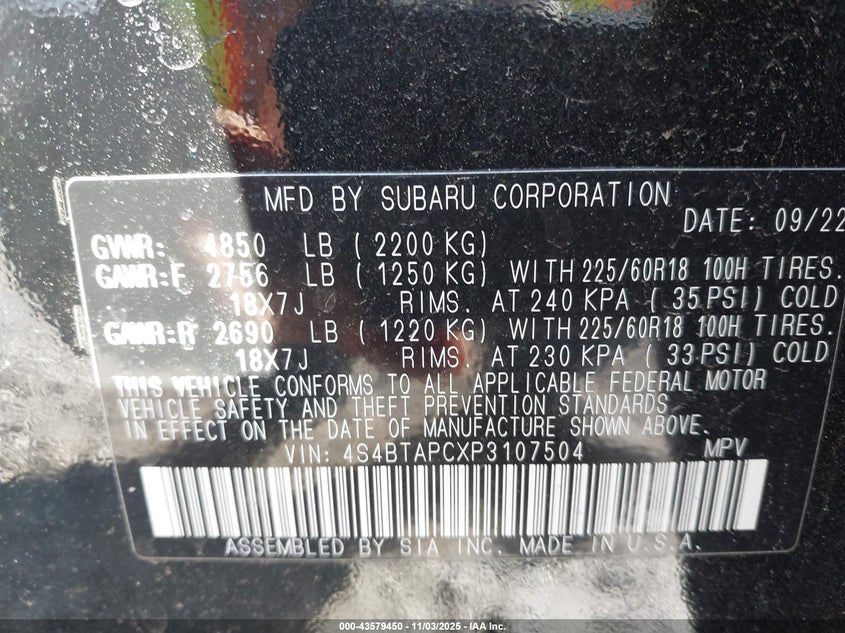 MFD BY SUBARU CORPORATION
DATE: 09/22
GVWR: 4850 LB ( 2200 KG)
GAWR:F 2756 LB ( 1250 KG) WITH 225/60R18 100H TIRES.
18X7J RIMS. AT 240 KPA ( 35 PSI) COLD
GAWR:R 2690 LB ( 1220 KG) WITH 225/60R18 100H TIRES.
18X7J RIMS. AT 230 KPA ( 33 PSI) COLD
THIS VEHICLE CONFORMS TO ALL APPLICABLE FEDERAL MOTOR
VEHICLE SAFETY AND THEFT PREVENTION STANDARDS
IN EFFECT ON THE DATE OF MANUFACTURE SHOWN ABOVE.
VIN: 4S4BTAPCXP3107504 MPV
ASSEMBLED BY SIA INC. MADE IN U.S.A.
000-43579450 - 11/03/2025 - IAA Inc.